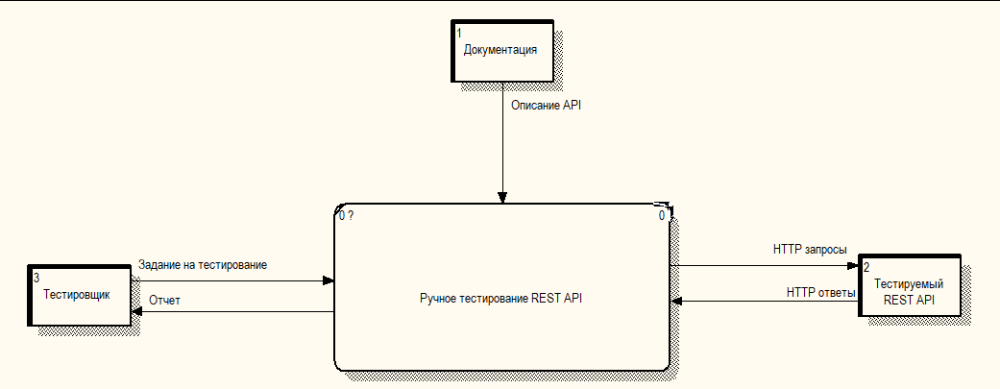 1
Документация
Описание API
0 ?
0
Задание на тестирование
HTTP запросы
3
Тестировщик
2
Тестируемый
REST API
Отчет
Ручное тестирование REST API
HTTP ответы